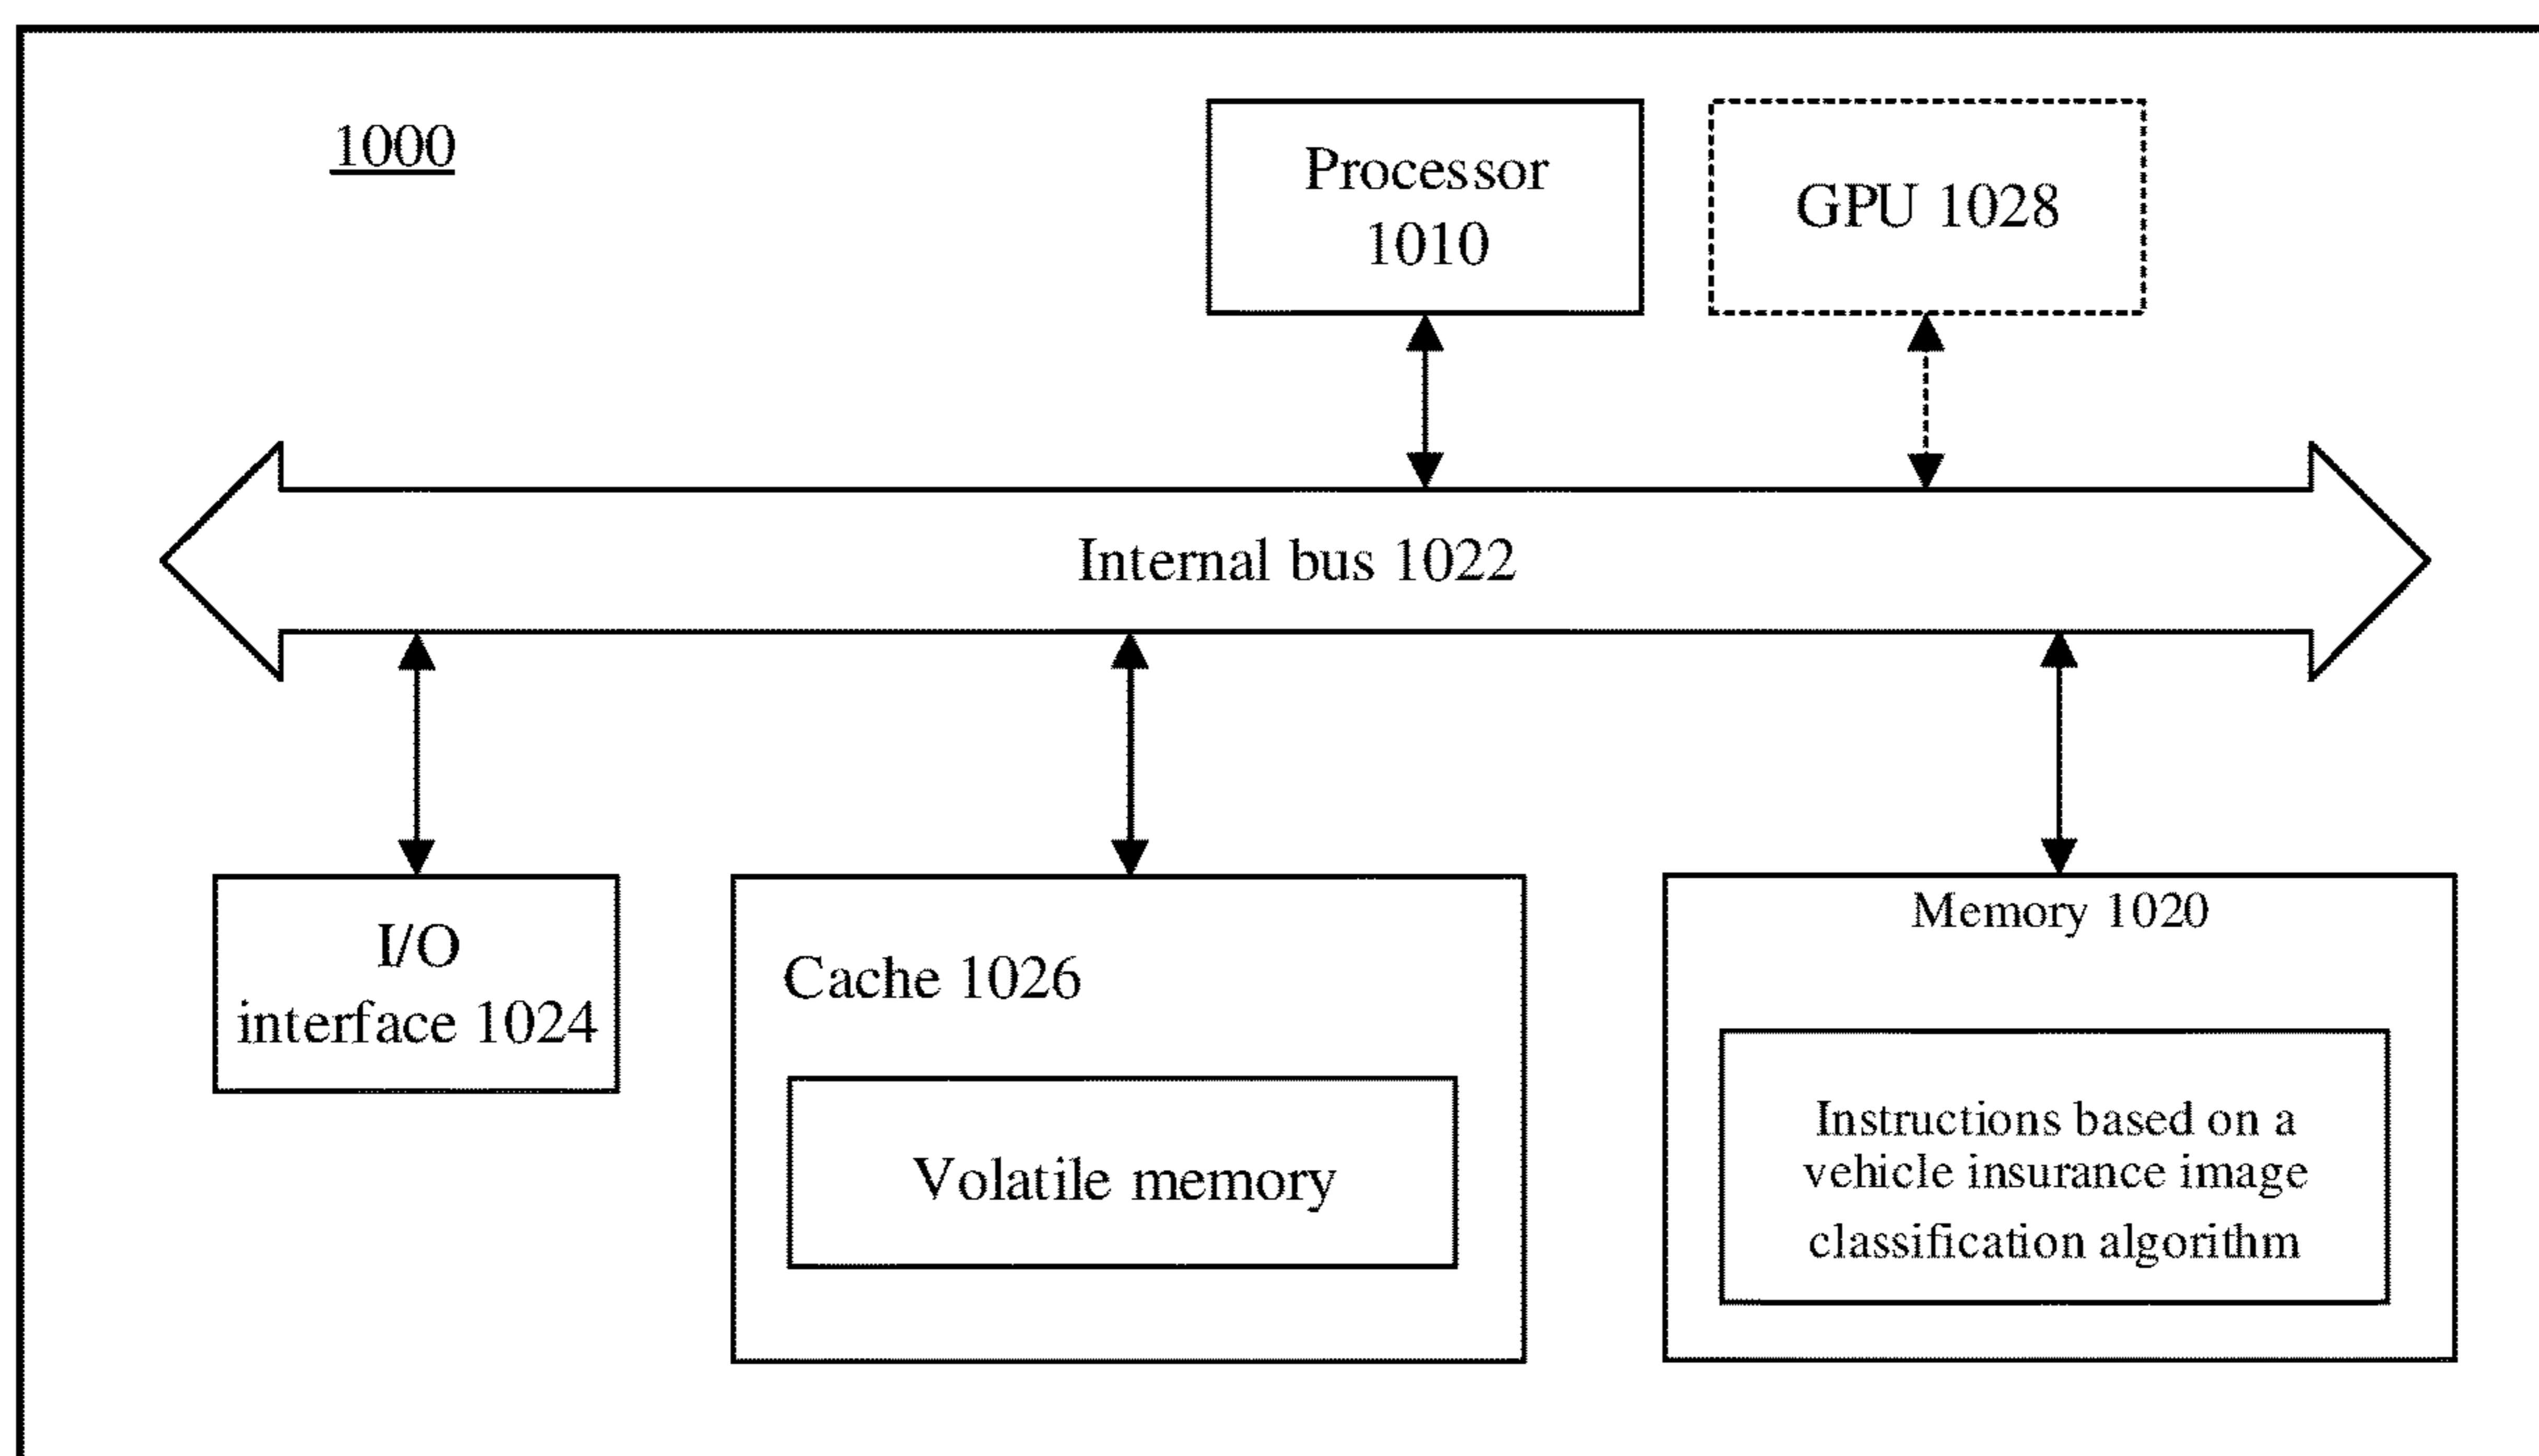 1000
Processor
1010
GPU 1028
Internal bus 1022
I/O
interface 1024
Cache 1026
Volatile memory
Memory 1020
Instructions based on a
vehicle insurance image
classification algorithm